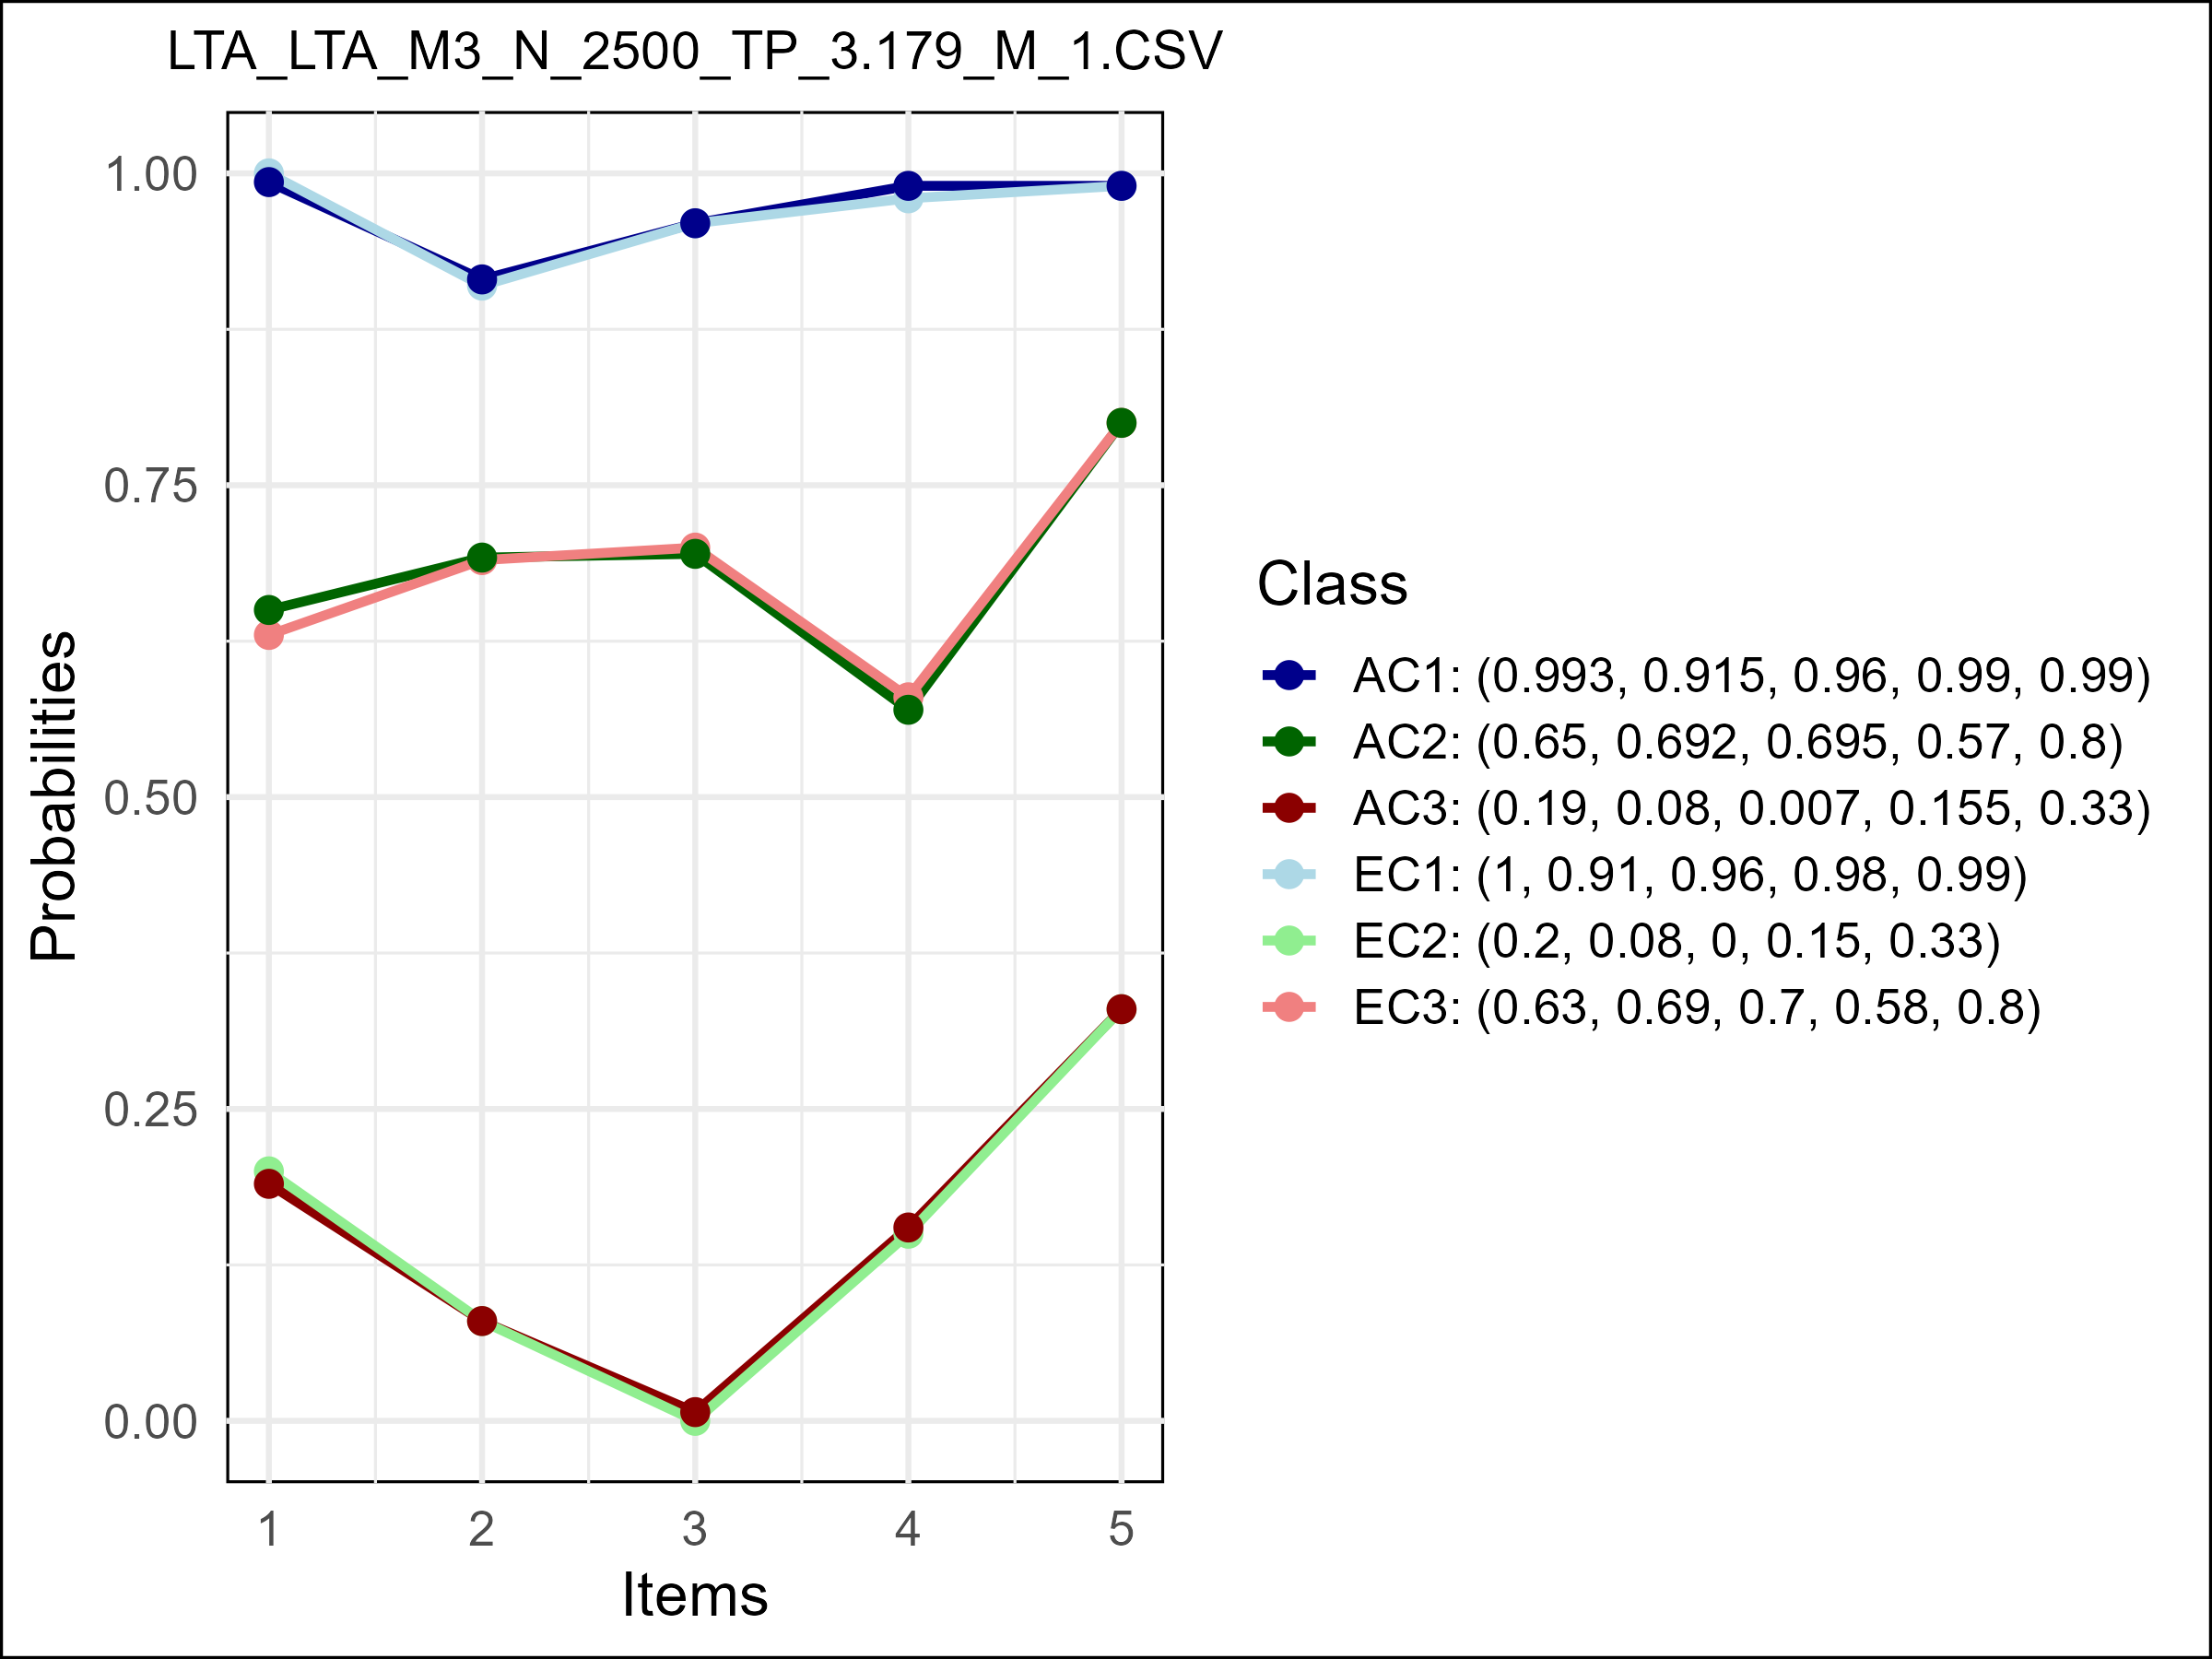 LTA_LTA_M3_N_2500_TP_3.179_M_1.CSV
1.00
0.75
0.50
0.25
0.00
Probabilities
1 2 3 4 5
Items
Class
AC1: (0.993, 0.915, 0.96, 0.99, 0.99)
AC2: (0.65, 0.692, 0.695, 0.57, 0.8)
AC3: (0.19, 0.08, 0.007, 0.155, 0.33)
EC1: (1, 0.91, 0.96, 0.98, 0.99)
EC2: (0.2, 0.08, 0, 0.15, 0.33)
EC3: (0.63, 0.69, 0.7, 0.58, 0.8)